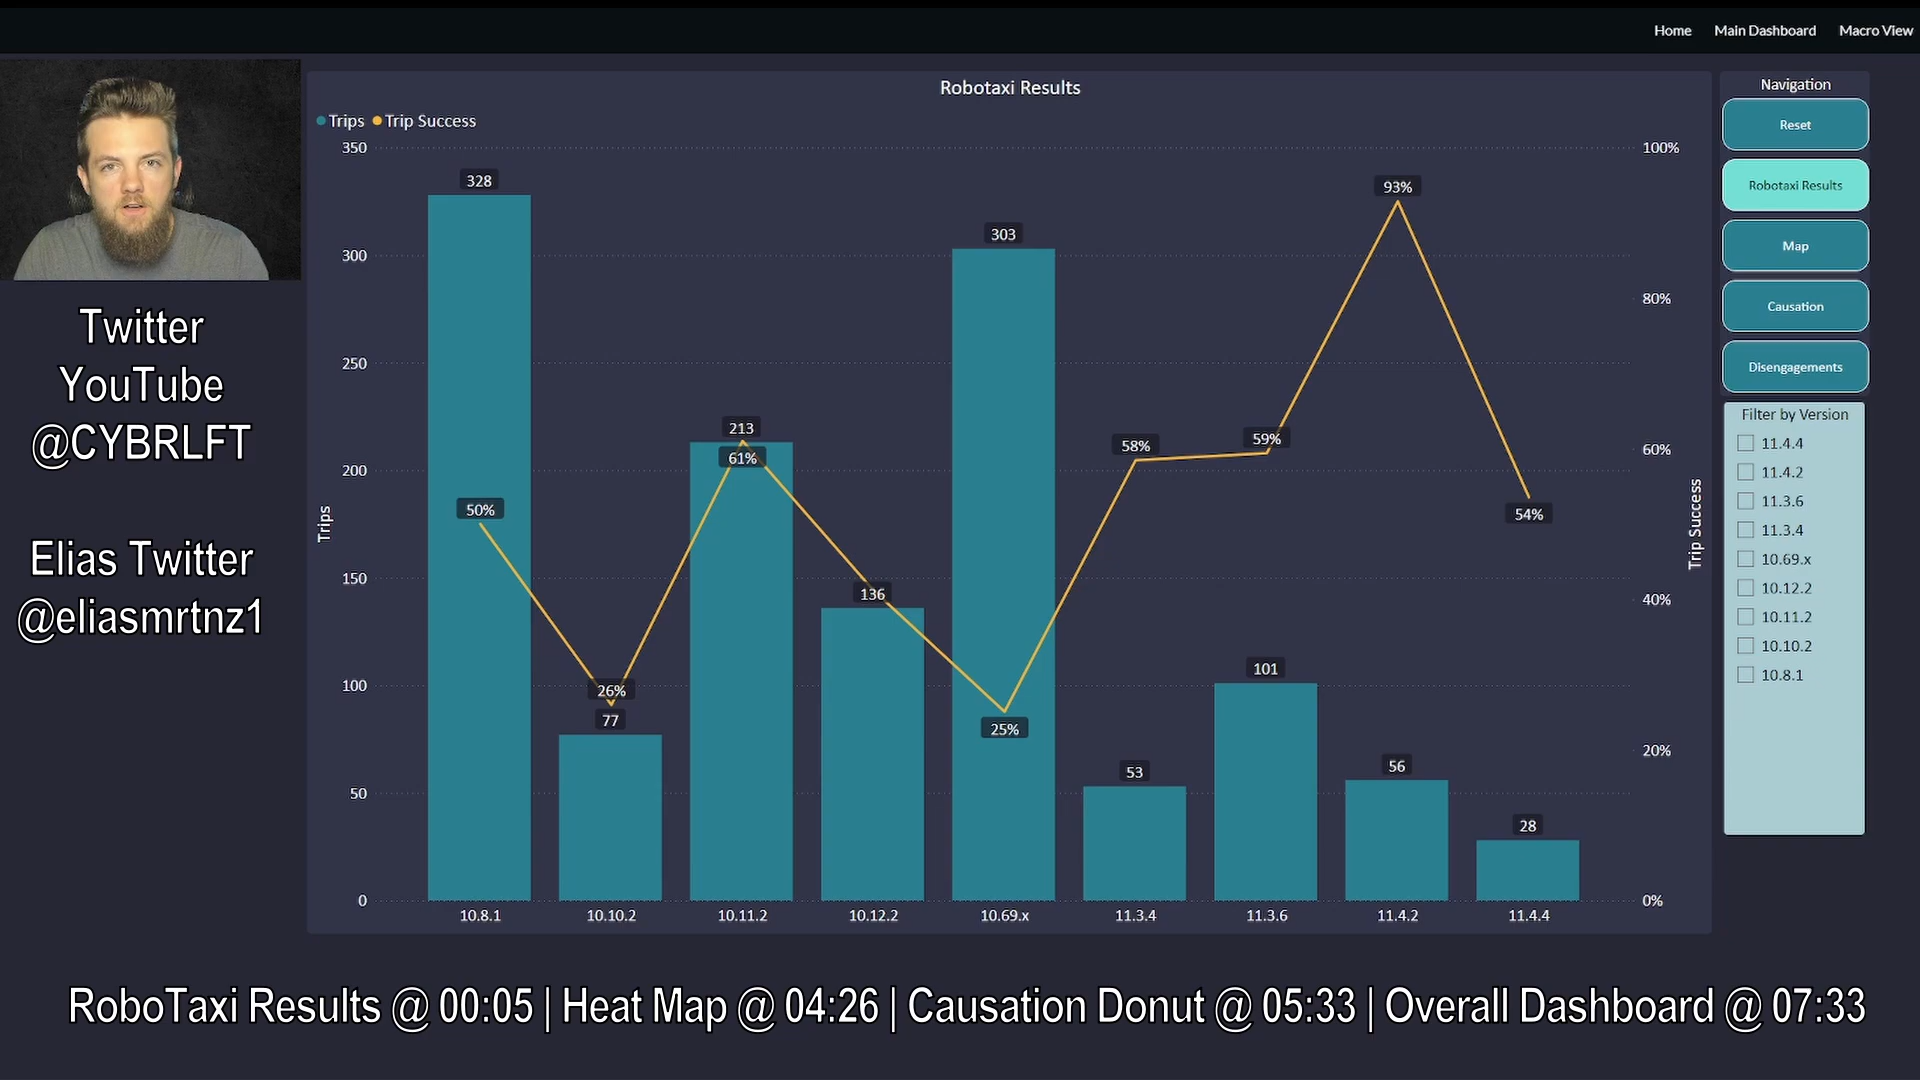 Home Main Dashboard Macro View
Robotaxi Results
Trips Trip Success
350
300
250
200
150
100
50
0
Trips
328
77
213
136
303
53
101
56
28
50%
26%
61%
25%
58%
59%
93%
54%
100%
80%
60%
40%
20%
0%
Trip Success
10.8.1 10.10.2 10.11.2 10.12.2 10.69.x 11.3.4 11.3.6 11.4.2 11.4.4
Navigation
Reset
Robotaxi Results
Map
Causation
Disengagements
Filter by Version
11.4.4
11.4.2
11.3.6
11.3.4
10.69.x
10.12.2
10.11.2
10.10.2
10.8.1
Twitter
YouTube
@CYBRLFT
Elias Twitter
@eliasmrtnz1
RoboTaxi Results @ 00:05 | Heat Map @ 04:26 | Causation Donut @ 05:33 | Overall Dashboard @ 07:33